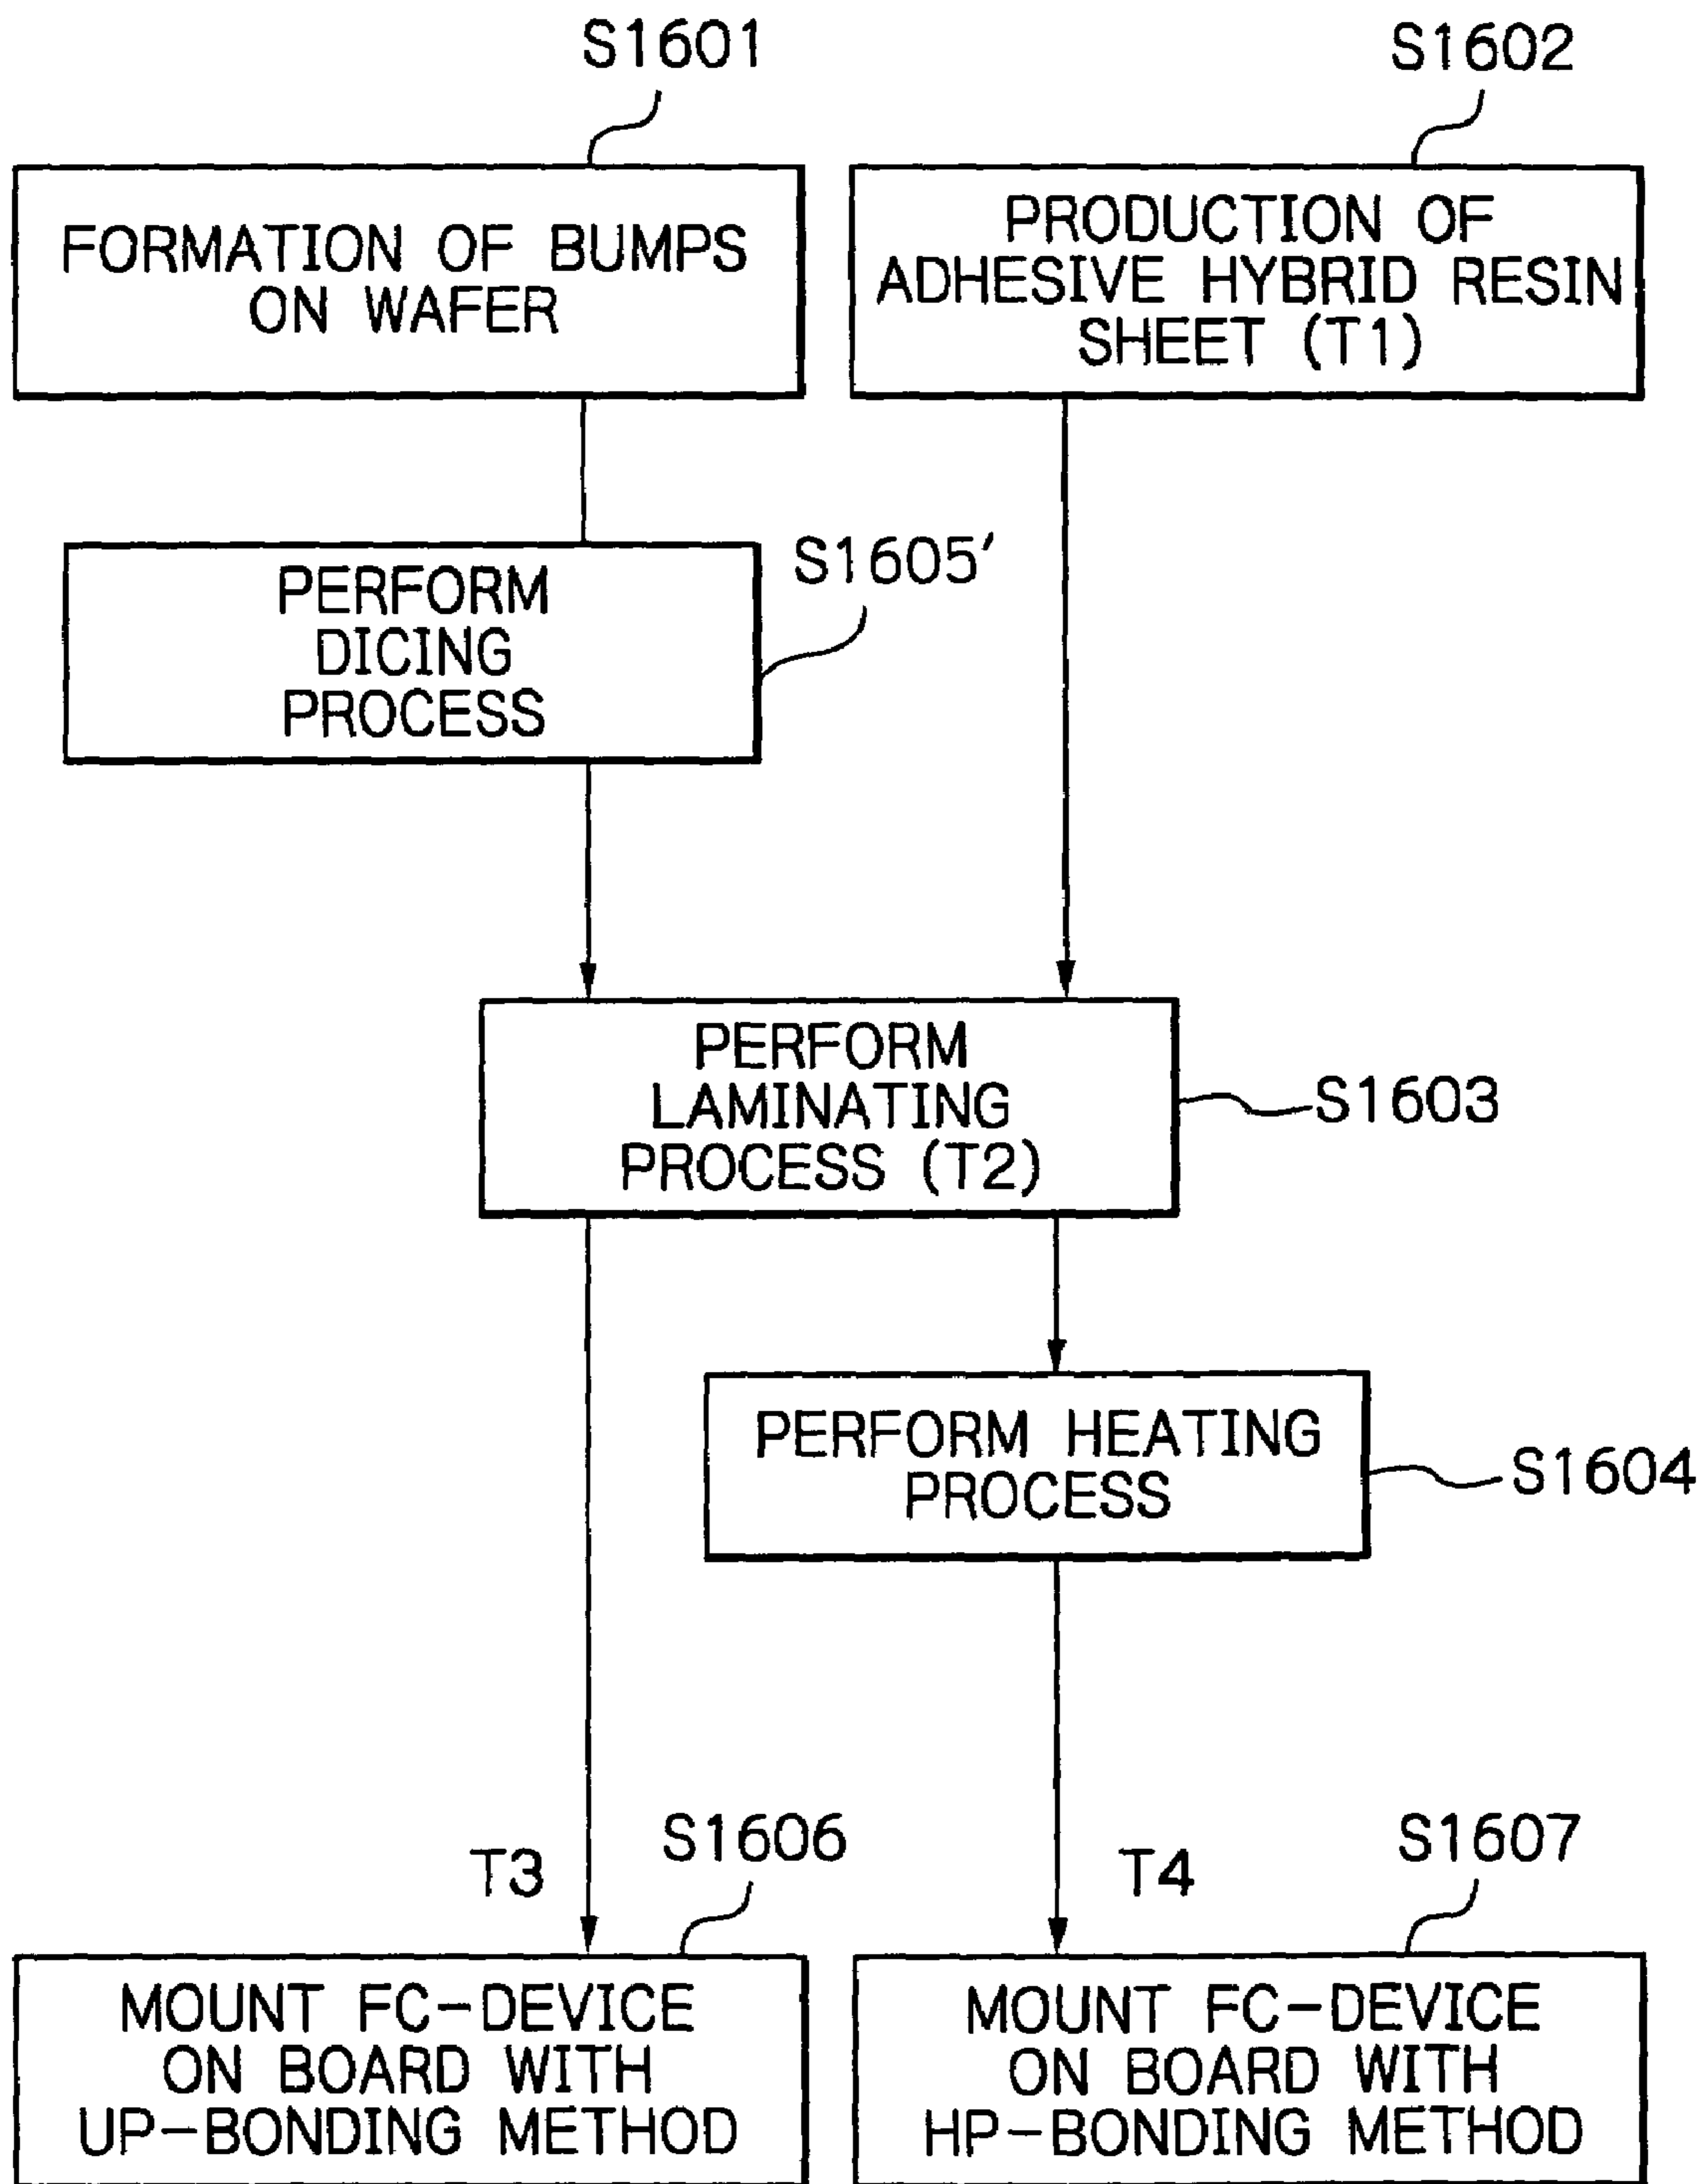 S1601
S1602
FORMATION OF BUMPS
ON WAFER
PRODUCTION OF
ADHESIVE HYBRID RESIN
SHEET (T1)
PERFORM
DICING
PROCESS
S1605'
PERFORM
LAMINATING
PROCESS (T2)
S1603
PERFORM HEATING
PROCESS
S1604
T3
S1606
T4
S1607
MOUNT FC-DEVICE
ON BOARD WITH
UP-BONDING METHOD
MOUNT FC-DEVICE
ON BOARD WITH
HP-BONDING METHOD